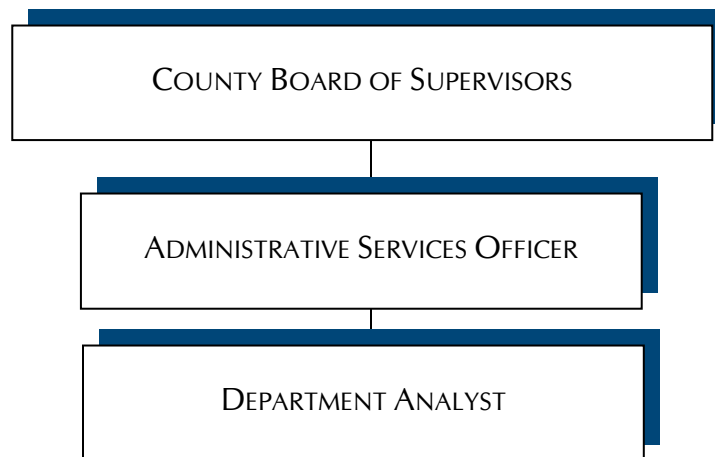 County Board of Supervisors
Administrative Services Officer
Department Analyst